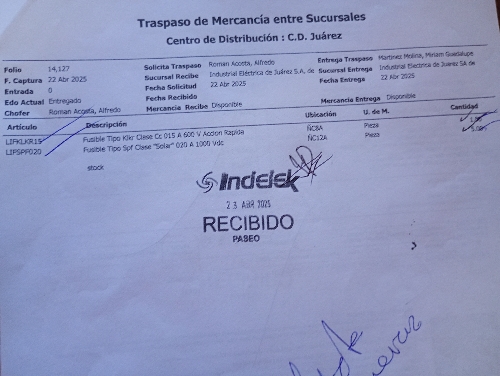 Traspaso de Mercancía entre Sucursales
Centro de Distribución : C.D. Juárez
Folio 14,127 Solicita Traspaso Roman Acosta, Alfredo Entrega Traspaso Martinez Molina, Miriam Guadalupe
F. Captura 22 Abr 2025 Sucursal Recibe Industrial Eléctrica de Juárez S.A. de Sucursal Entrega Industrial Eléctrica de Juárez SA de
Entrada 0 Fecha Solicitud 22 Abr 2025 Fecha Entrega 22 Abr 2025
Edo Actual Entregado Fecha Recibido
Chofer Roman Acosta, Alfredo Mercancia Recibe Disponible Mercancia Entrega Disponible
Artículo Descripción Ubicación U. de M. Cantidad
LIFKLKR15 Fusible Tipo Klkr Clase Cc 015 A 600 V Accion Rapida ÑC8A Pieza
LIFSPF020 Fusible Tipo Spf Clase "Solar" 020 A 1000 Vdc ÑC12A Pieza
stock
Indelek
23 ABR 2025
RECIBIDO
PASEO